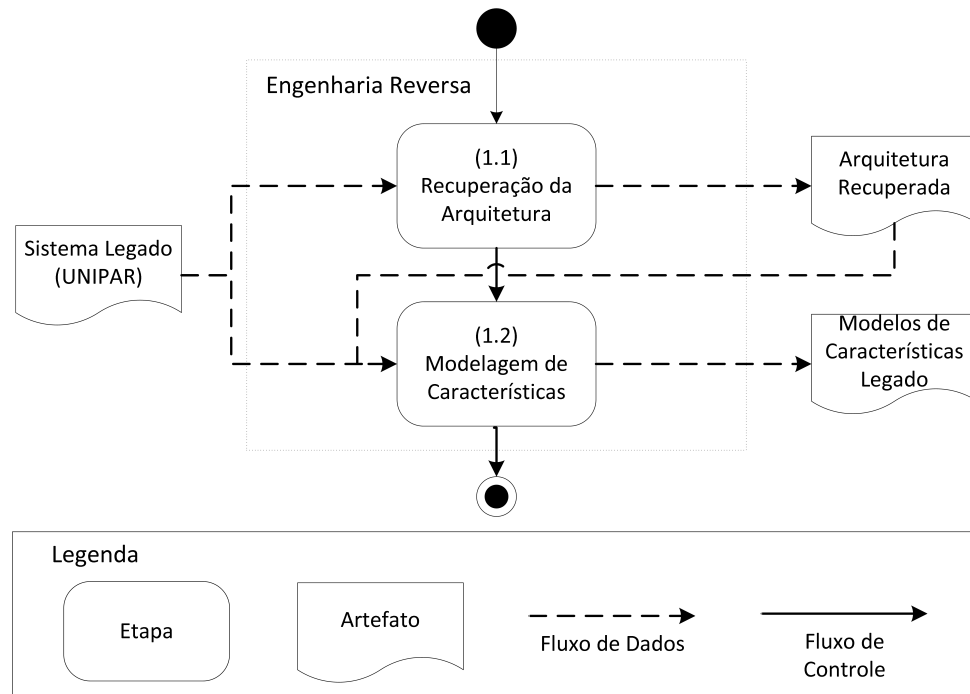 Engenharia Reversa
(1.1)
Recuperação da
Arquitetura
Arquitetura
Recuperada
Sistema Legado
(UNIPAR)
(1.2)
Modelagem de
Características
Modelos de
Características
Legado
Legenda
Etapa
Artefato
Fluxo de Dados
Fluxo de
Controle